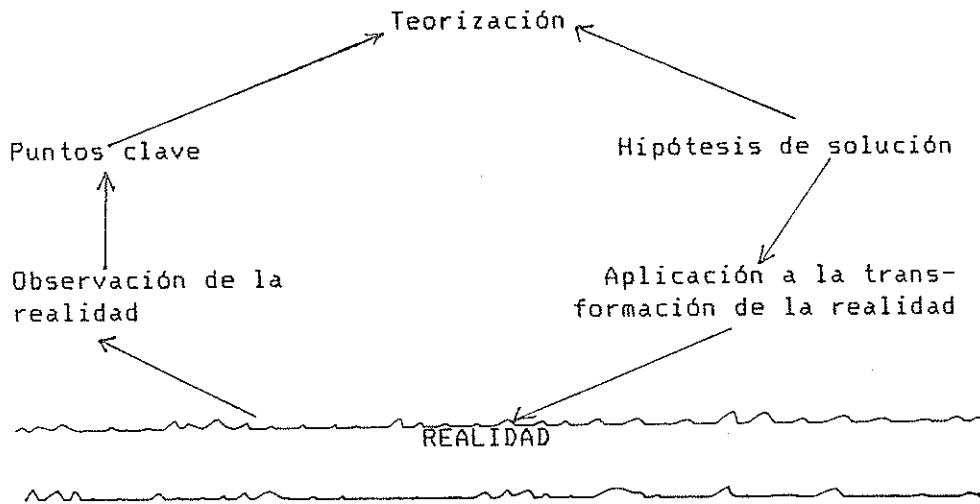 Teorización
Puntos clave
Hipótesis de solución
Observación de la
realidad
Aplicación a la trans-
formación de la realidad
REALIDAD